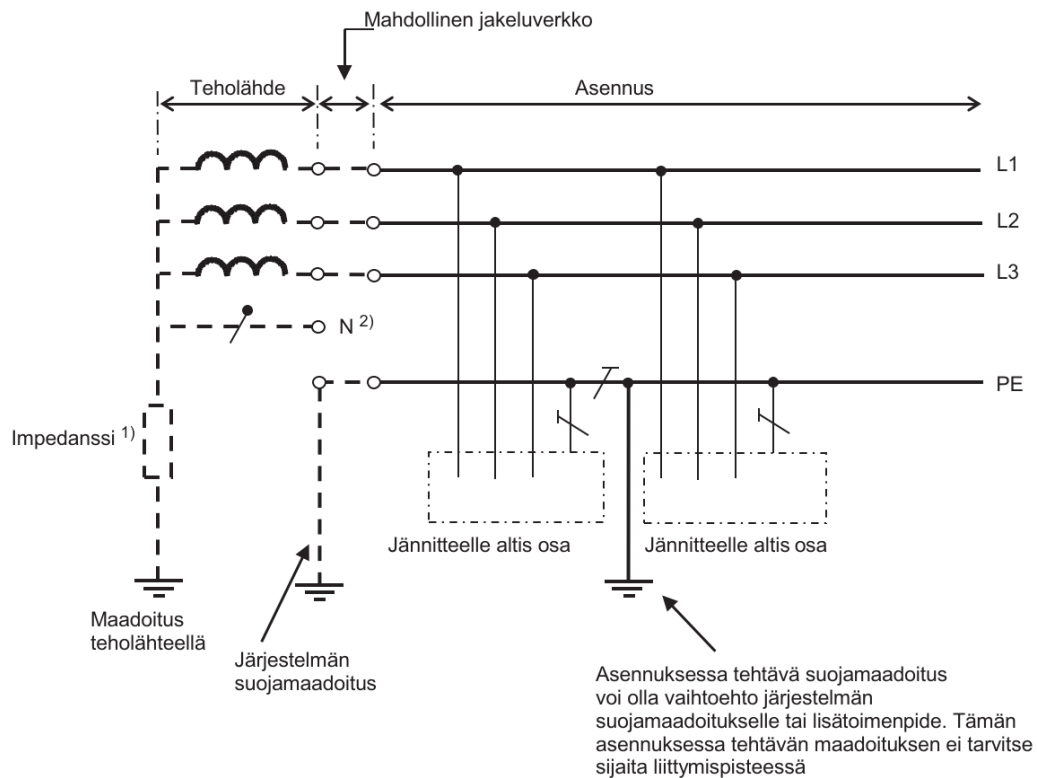 Mahdollinen jakeluverkko
Teholähde
Asennus
L1
L2
L3
N 2)
PE
Impedanssi 1)
Jännitteelle altis osa
Jännitteelle altis osa
Maadoitus
teholähteellä
Järjestelmän
suojamaadoitus
Asennuksessa tehtävä suojamaadoitus
voi olla vaihtoehto järjestelmän
suojamaadoitukselle tai lisätoimenpide. Tämän
asennuksessa tehtävän maadoituksen ei tarvitse
sijaita liittymispisteessä